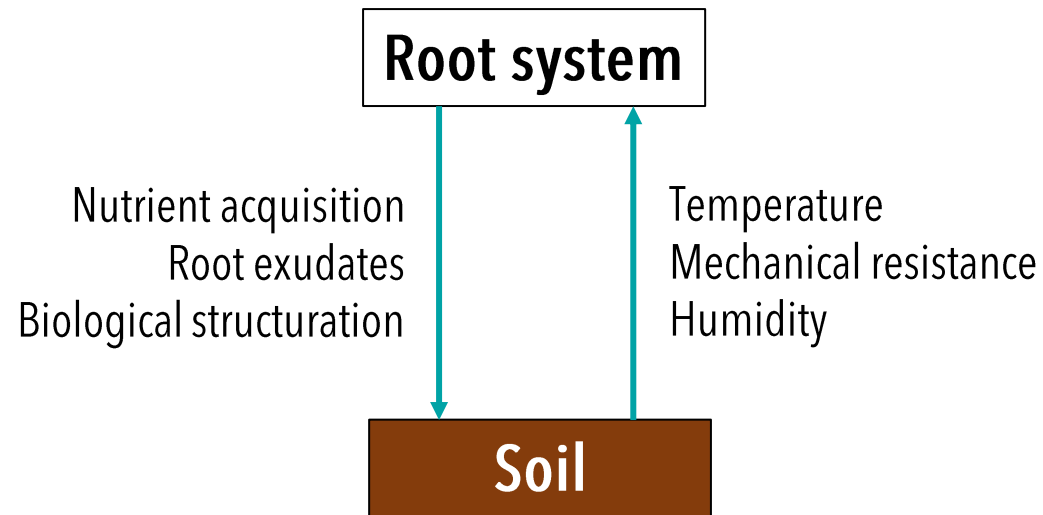 Root system
Nutrient acquisition
Root exudates
Biological structuration
Temperature
Mechanical resistance
Humidity
Soil